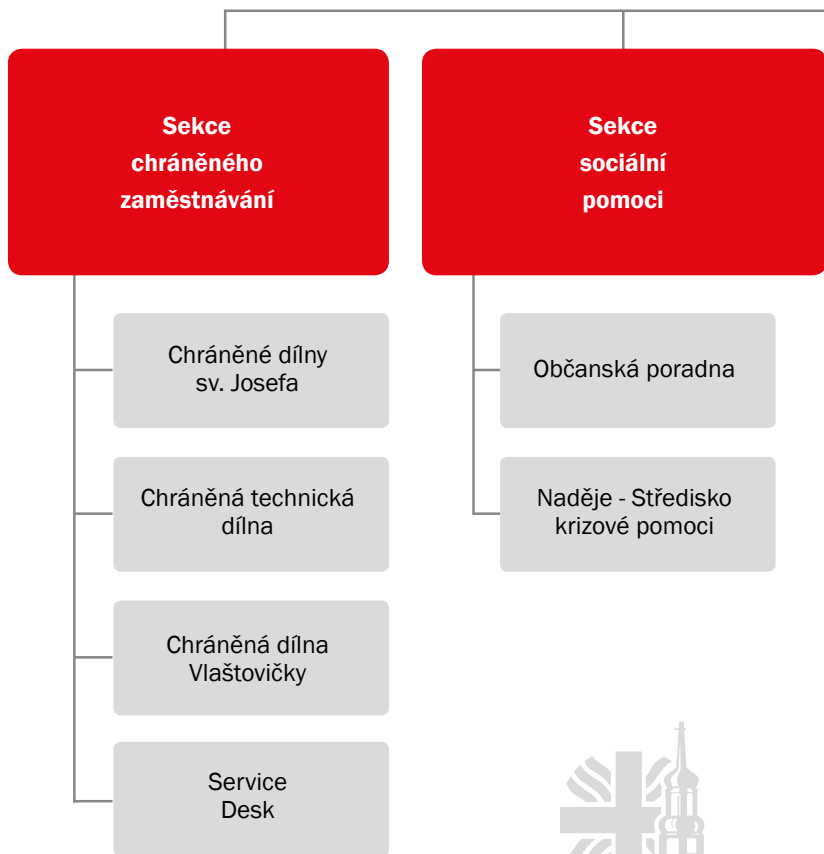 Sekce
chráněného
zaměstnávání
Chráněné dílny
sv. Josefa
Chráněná technická
dílna
Chráněná dílna
Vlaštovičky
Service
Desk
Sekce
sociální
pomoci
Občanská poradna
Naděje - Středisko
krizové pomoci